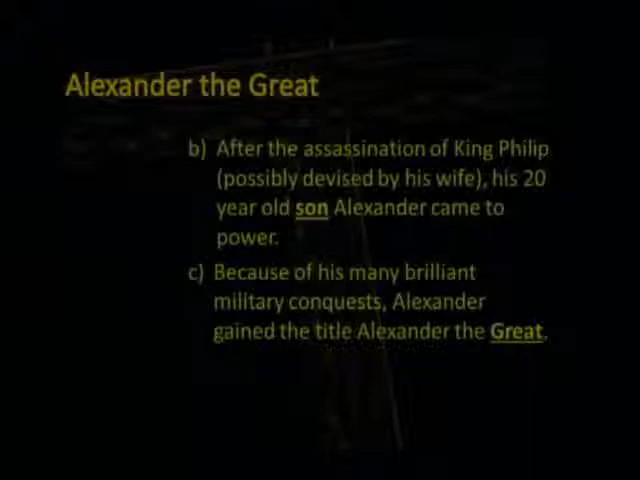 Alexander the Great
b) After the assassination of King Philip
(possibly devised by his wife), his 20
year old son Alexander came to
power.
c) Because of his many brilliant
military conquests, Alexander
gained the title Alexander the Great.